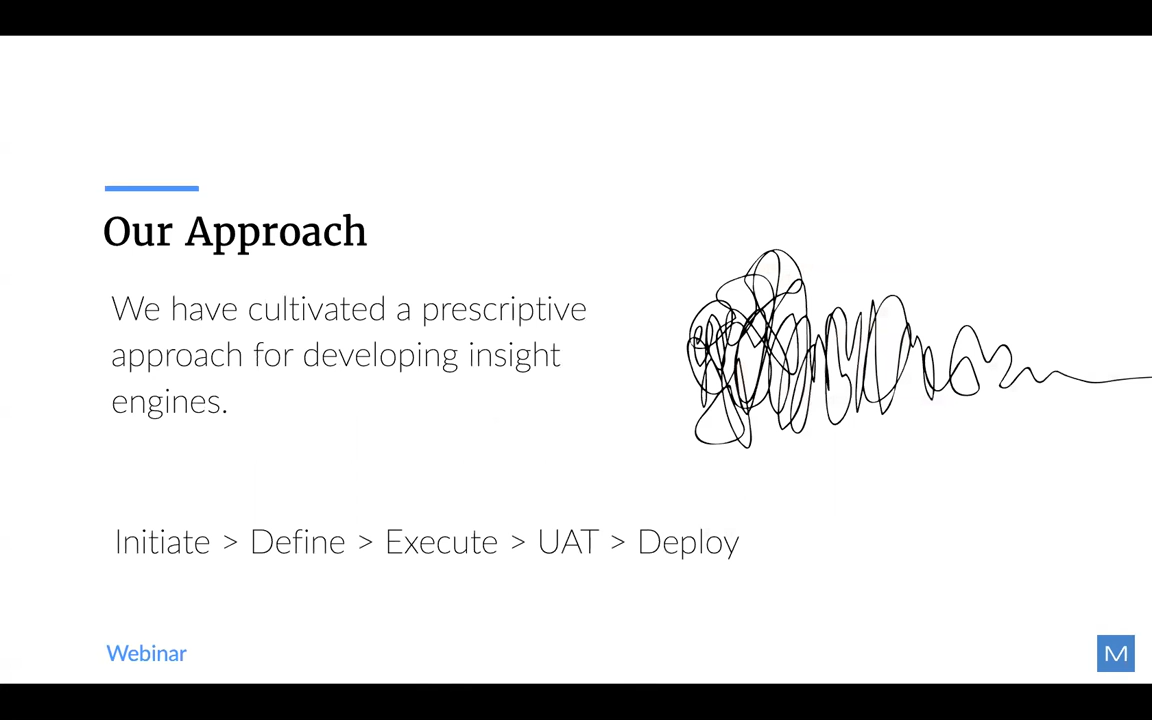 Our Approach
We have cultivated a prescriptive
approach for developing insight
engines.
Initiate > Define > Execute > UAT > Deploy
Webinar
M